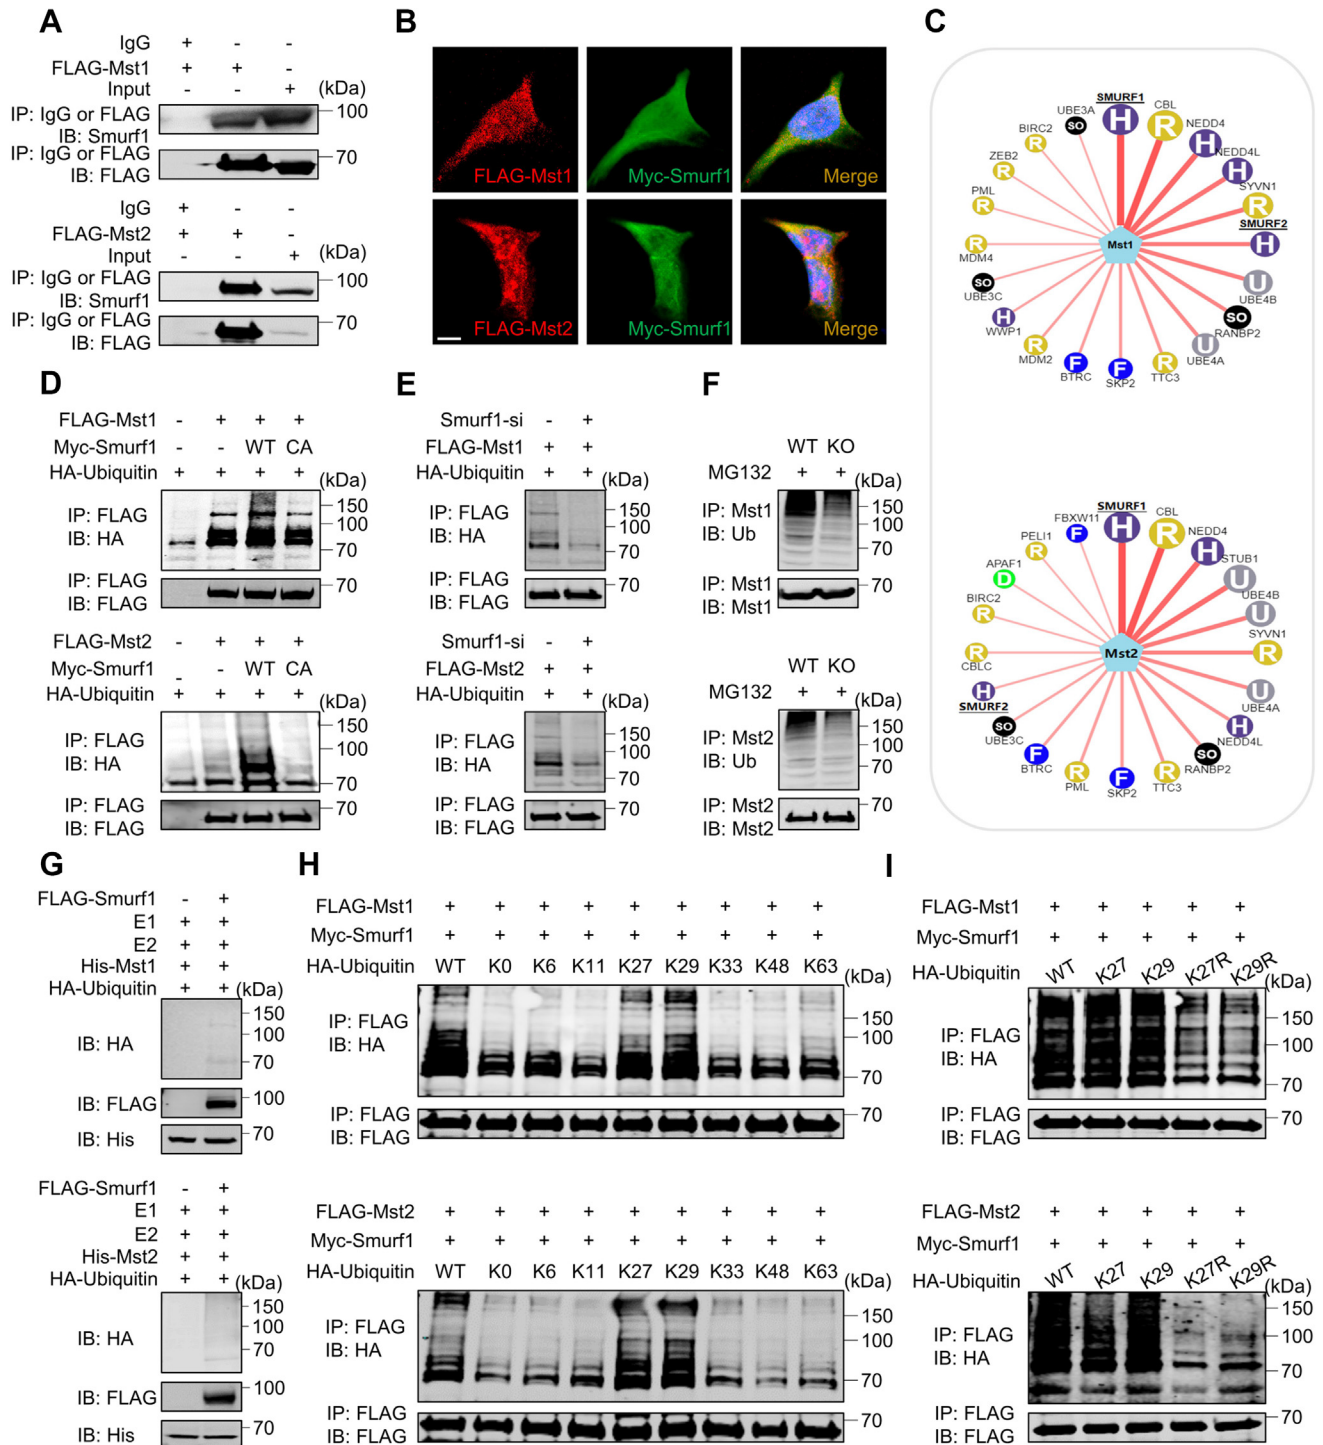 A
IgG + - -
FLAG-Mst1 + + -
Input - - + (kDa)
IP: IgG or FLAG
IB: Smurf1
100
IP: IgG or FLAG
IB: FLAG
70
IgG + - -
FLAG-Mst2 + + -
Input - - + (kDa)
IP: IgG or FLAG
IB: Smurf1
100
IP: IgG or FLAG
IB: FLAG
70
B
FLAG-Mst1 Myc-Smurf1 Merge
FLAG-Mst2 Myc-Smurf1 Merge
C
SMURF1
H
CBL
R
NEDD4
H
NEDD4L
H
SYVN1
R
SMURF2
H
U
UBE4B
SO
RANBP2
U
UBE4A
R
TTC3
F
SKP2
F
BTRC
R
MDM2
H
WWP1
SO
UBE3C
R
MDM4
PML
R
ZEB2
R
BIRC2
R
UBE3A
SO
Mst1
SMURF1
H
CBL
R
NEDD4
H
STUB1
U
UBE4B
U
SYVN1
R
U
UBE4A
H
NEDD4L
SO
RANBP2
R
TTC3
F
SKP2
R
PML
F
BTRC
SO
UBE3C
H
SMURF2
R
CBLC
BIRC2
R
APAF1
D
PELI1
R
FBXW11
F
Mst2
D
FLAG-Mst1 - + + +
Myc-Smurf1 - - WT CA
HA-Ubiquitin + + + + (kDa)
IP: FLAG
IB: HA
150
100
70
IP: FLAG
IB: FLAG
70
FLAG-Mst2 - + + +
Myc-Smurf1 - - WT CA
HA-Ubiquitin + + + + (kDa)
IP: FLAG
IB: HA
150
100
70
IP: FLAG
IB: FLAG
70
E
Smurf1-si - +
FLAG-Mst1 + +
HA-Ubiquitin + + (kDa)
IP: FLAG
IB: HA
150
100
70
IP: FLAG
IB: FLAG
70
Smurf1-si - +
FLAG-Mst2 + +
HA-Ubiquitin + + (kDa)
IP: FLAG
IB: HA
150
100
70
IP: FLAG
IB: FLAG
70
F
WT KO
MG132 + + (kDa)
IP: Mst1
IB: Ub
150
100
70
IP: Mst1
IB: Mst1
70
WT KO
MG132 + + (kDa)
IP: Mst2
IB: Ub
150
100
70
IP: Mst2
IB: Mst2
70
G
FLAG-Smurf1 - +
E1 + +
E2 + +
His-Mst1 + +
HA-Ubiquitin + + (kDa)
IB: HA
150
100
70
IB: FLAG
100
IB: His
70
FLAG-Smurf1 - +
E1 + +
E2 + +
His-Mst2 + +
HA-Ubiquitin + + (kDa)
IB: HA
150
100
70
IB: FLAG
100
IB: His
70
H
FLAG-Mst1 + + + + + + + + +
Myc-Smurf1 + + + + + + + + +
HA-Ubiquitin WT K0 K6 K11 K27 K29 K33 K48 K63 (kDa)
IP: FLAG
IB: HA
150
100
70
IP: FLAG
IB: FLAG
70
FLAG-Mst2 + + + + + + + + +
Myc-Smurf1 + + + + + + + + +
HA-Ubiquitin WT K0 K6 K11 K27 K29 K33 K48 K63 (kDa)
IP: FLAG
IB: HA
150
100
70
IP: FLAG
IB: FLAG
70
I
FLAG-Mst1 + + + + +
Myc-Smurf1 + + + + +
HA-Ubiquitin WT K27 K29 K27R K29R (kDa)
IP: FLAG
IB: HA
150
100
70
IP: FLAG
IB: FLAG
70
FLAG-Mst2 + + + + +
Myc-Smurf1 + + + + +
HA-Ubiquitin WT K27 K29 K27R K29R (kDa)
IP: FLAG
IB: HA
150
100
70
IP: FLAG
IB: FLAG
70